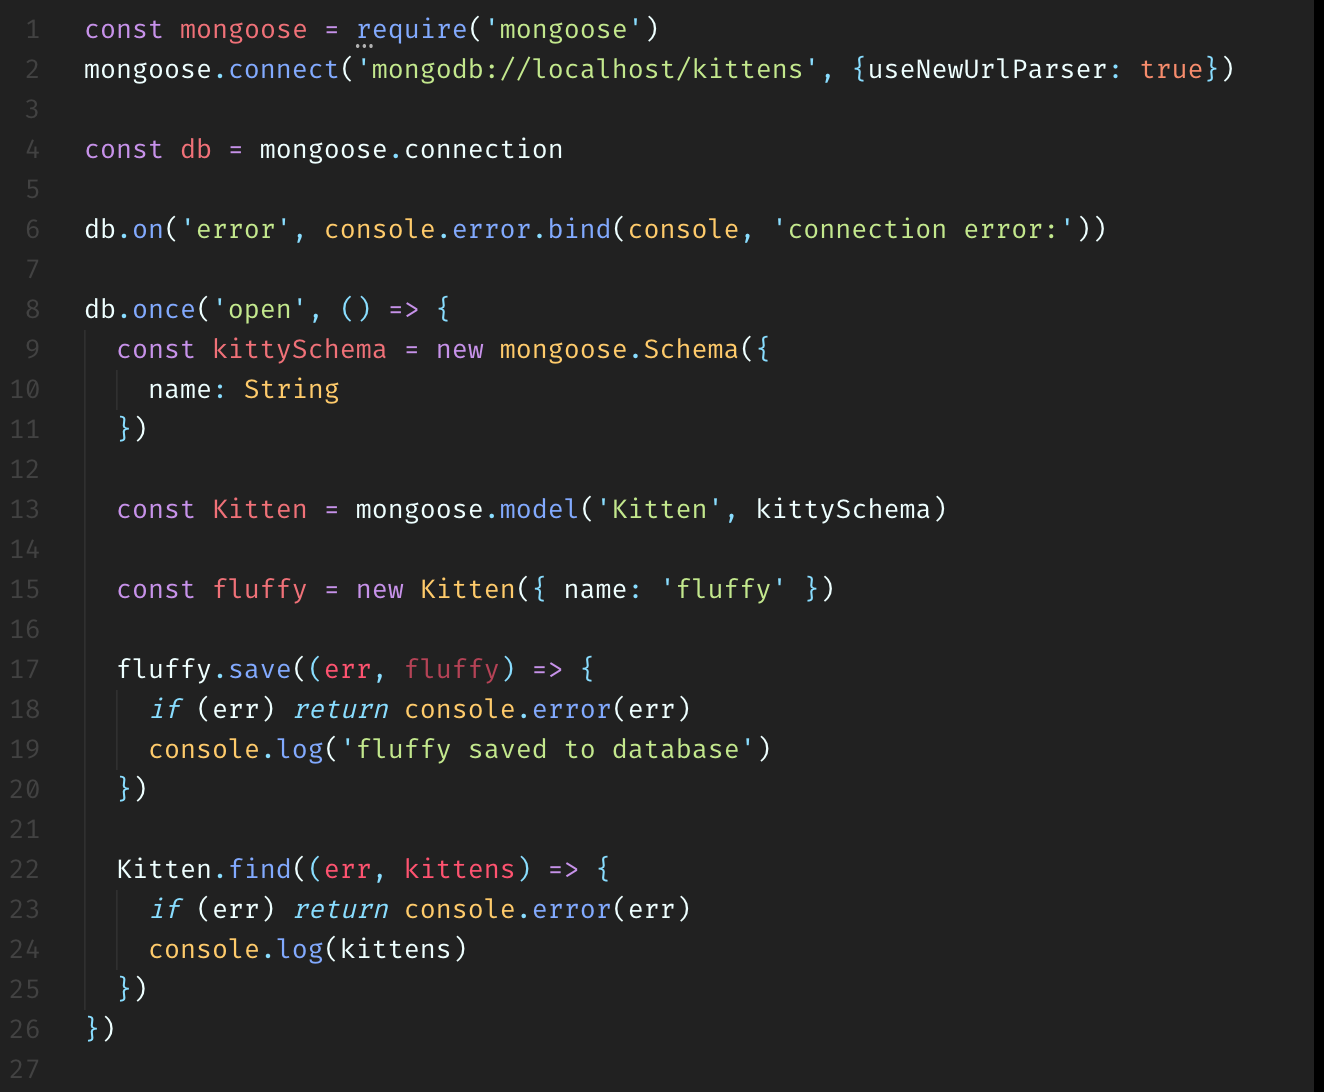 1 const mongoose = require('mongoose')
2 mongoose.connect('mongodb://localhost/kittens', {useNewUrlParser: true})
3
4 const db = mongoose.connection
5
6 db.on('error', console.error.bind(console, 'connection error:'))
7
8 db.once('open', () => {
9   const kittySchema = new mongoose.Schema({
10     name: String
11   })
12
13   const Kitten = mongoose.model('Kitten', kittySchema)
14
15   const fluffy = new Kitten({ name: 'fluffy' })
16
17   fluffy.save((err, fluffy) => {
18     if (err) return console.error(err)
19     console.log('fluffy saved to database')
20   })
21
22   Kitten.find((err, kittens) => {
23     if (err) return console.error(err)
24     console.log(kittens)
25   })
26 })
27